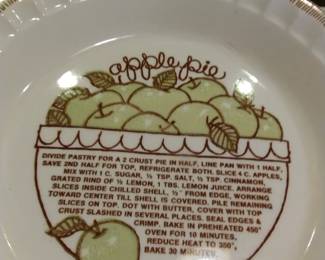 apple pie
DIVIDE PASTRY FOR A 2 CRUST PIE IN HALF, LINE PAN WITH 1 HALF,
SAVE 2ND HALF FOR TOP, REFRIGERATE BOTH. SLICE 4 C. APPLES,
MIX WITH 1 C. SUGAR, ¼ TSP. SALT, ½ TSP. CINNAMON,
GRATED RIND OF ½ LEMON, 1 TBS. LEMON JUICE. ARRANGE
SLICES INSIDE CHILLED SHELL, ½" FROM EDGE, WORKING
TOWARD CENTER TILL SHELL IS COVERED. PILE REMAINING
SLICES ON TOP. DOT WITH BUTTER, COVER WITH TOP
CRUST SLASHED IN SEVERAL PLACES. SEAL EDGES &
CRIMP. BAKE IN PREHEATED 450°
OVEN FOR 10 MINUTES,
REDUCE HEAT TO 350°,
BAKE 30 MINUTES.